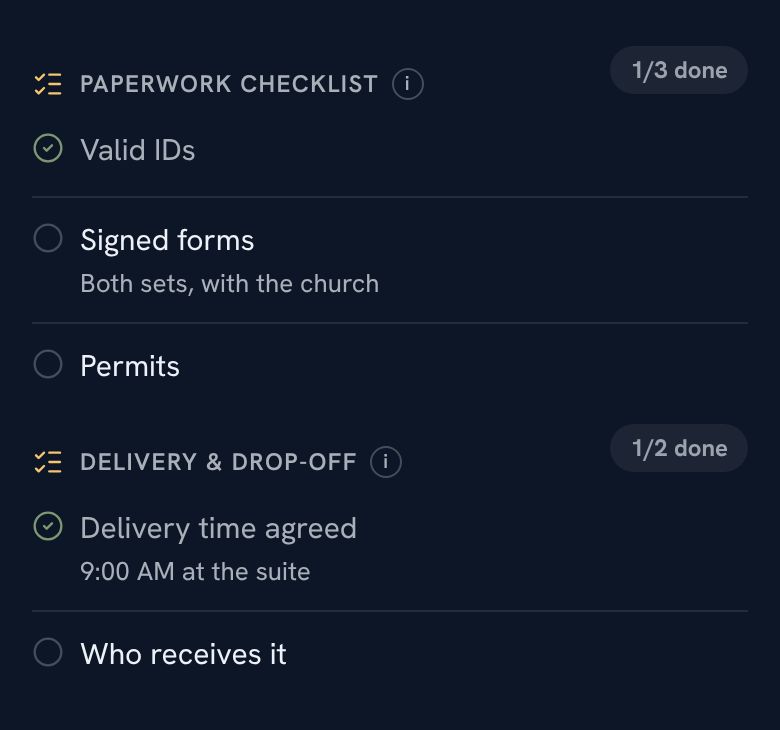 PAPERWORK CHECKLIST i
1/3 done
Valid IDs
Signed forms
Both sets, with the church
Permits
DELIVERY & DROP-OFF i
1/2 done
Delivery time agreed
9:00 AM at the suite
Who receives it